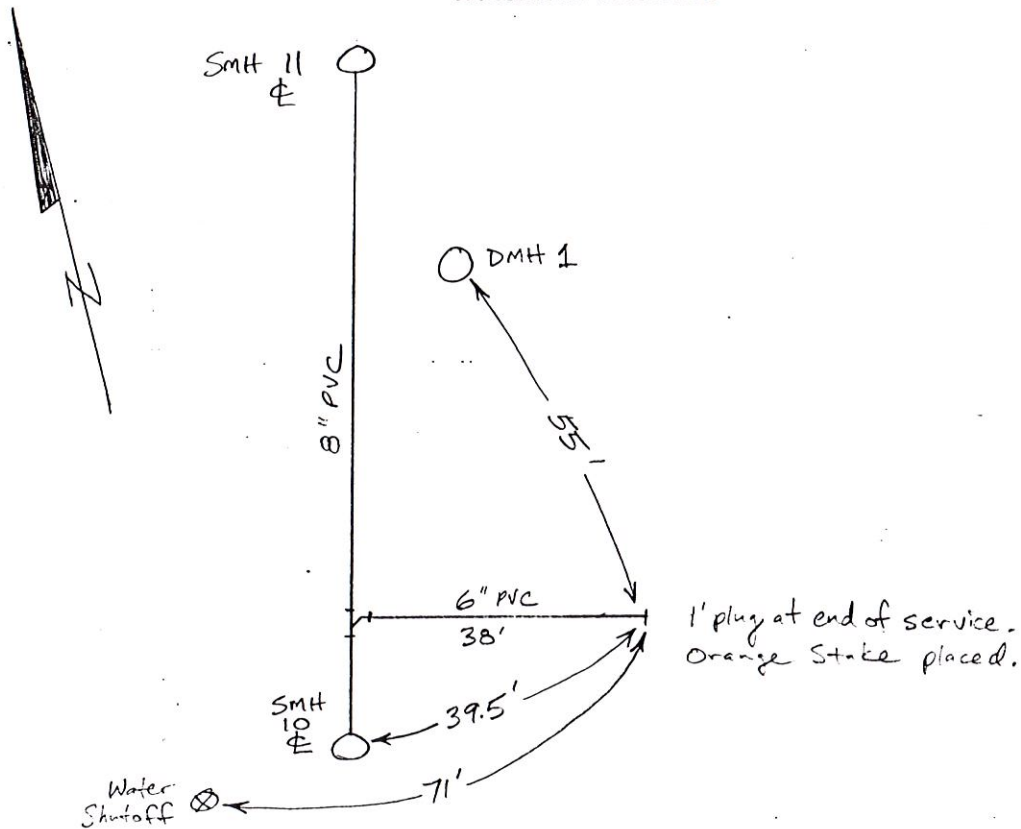 SMH 11
℄
N
DMH 1
8" PVC
55'
6" PVC
38'
1' plug at end of service.
Orange Stake placed.
39.5'
SMH
10
℄
71'
Water
Shutoff